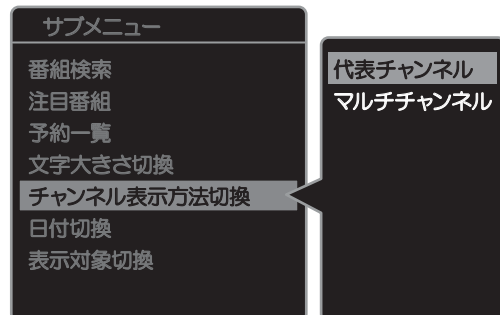 サブメニュー
番組検索
注目番組
予約一覧
文字大きさ切換
チャンネル表示方法切換
日付切換
表示対象切換
代表チャンネル
マルチチャンネル